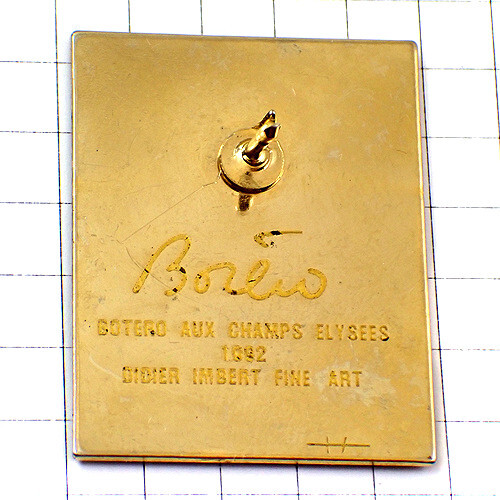 Botero
BOTERO AUX CHAMPS ELYSEES
1992
DIDIER IMBERT FINE ART